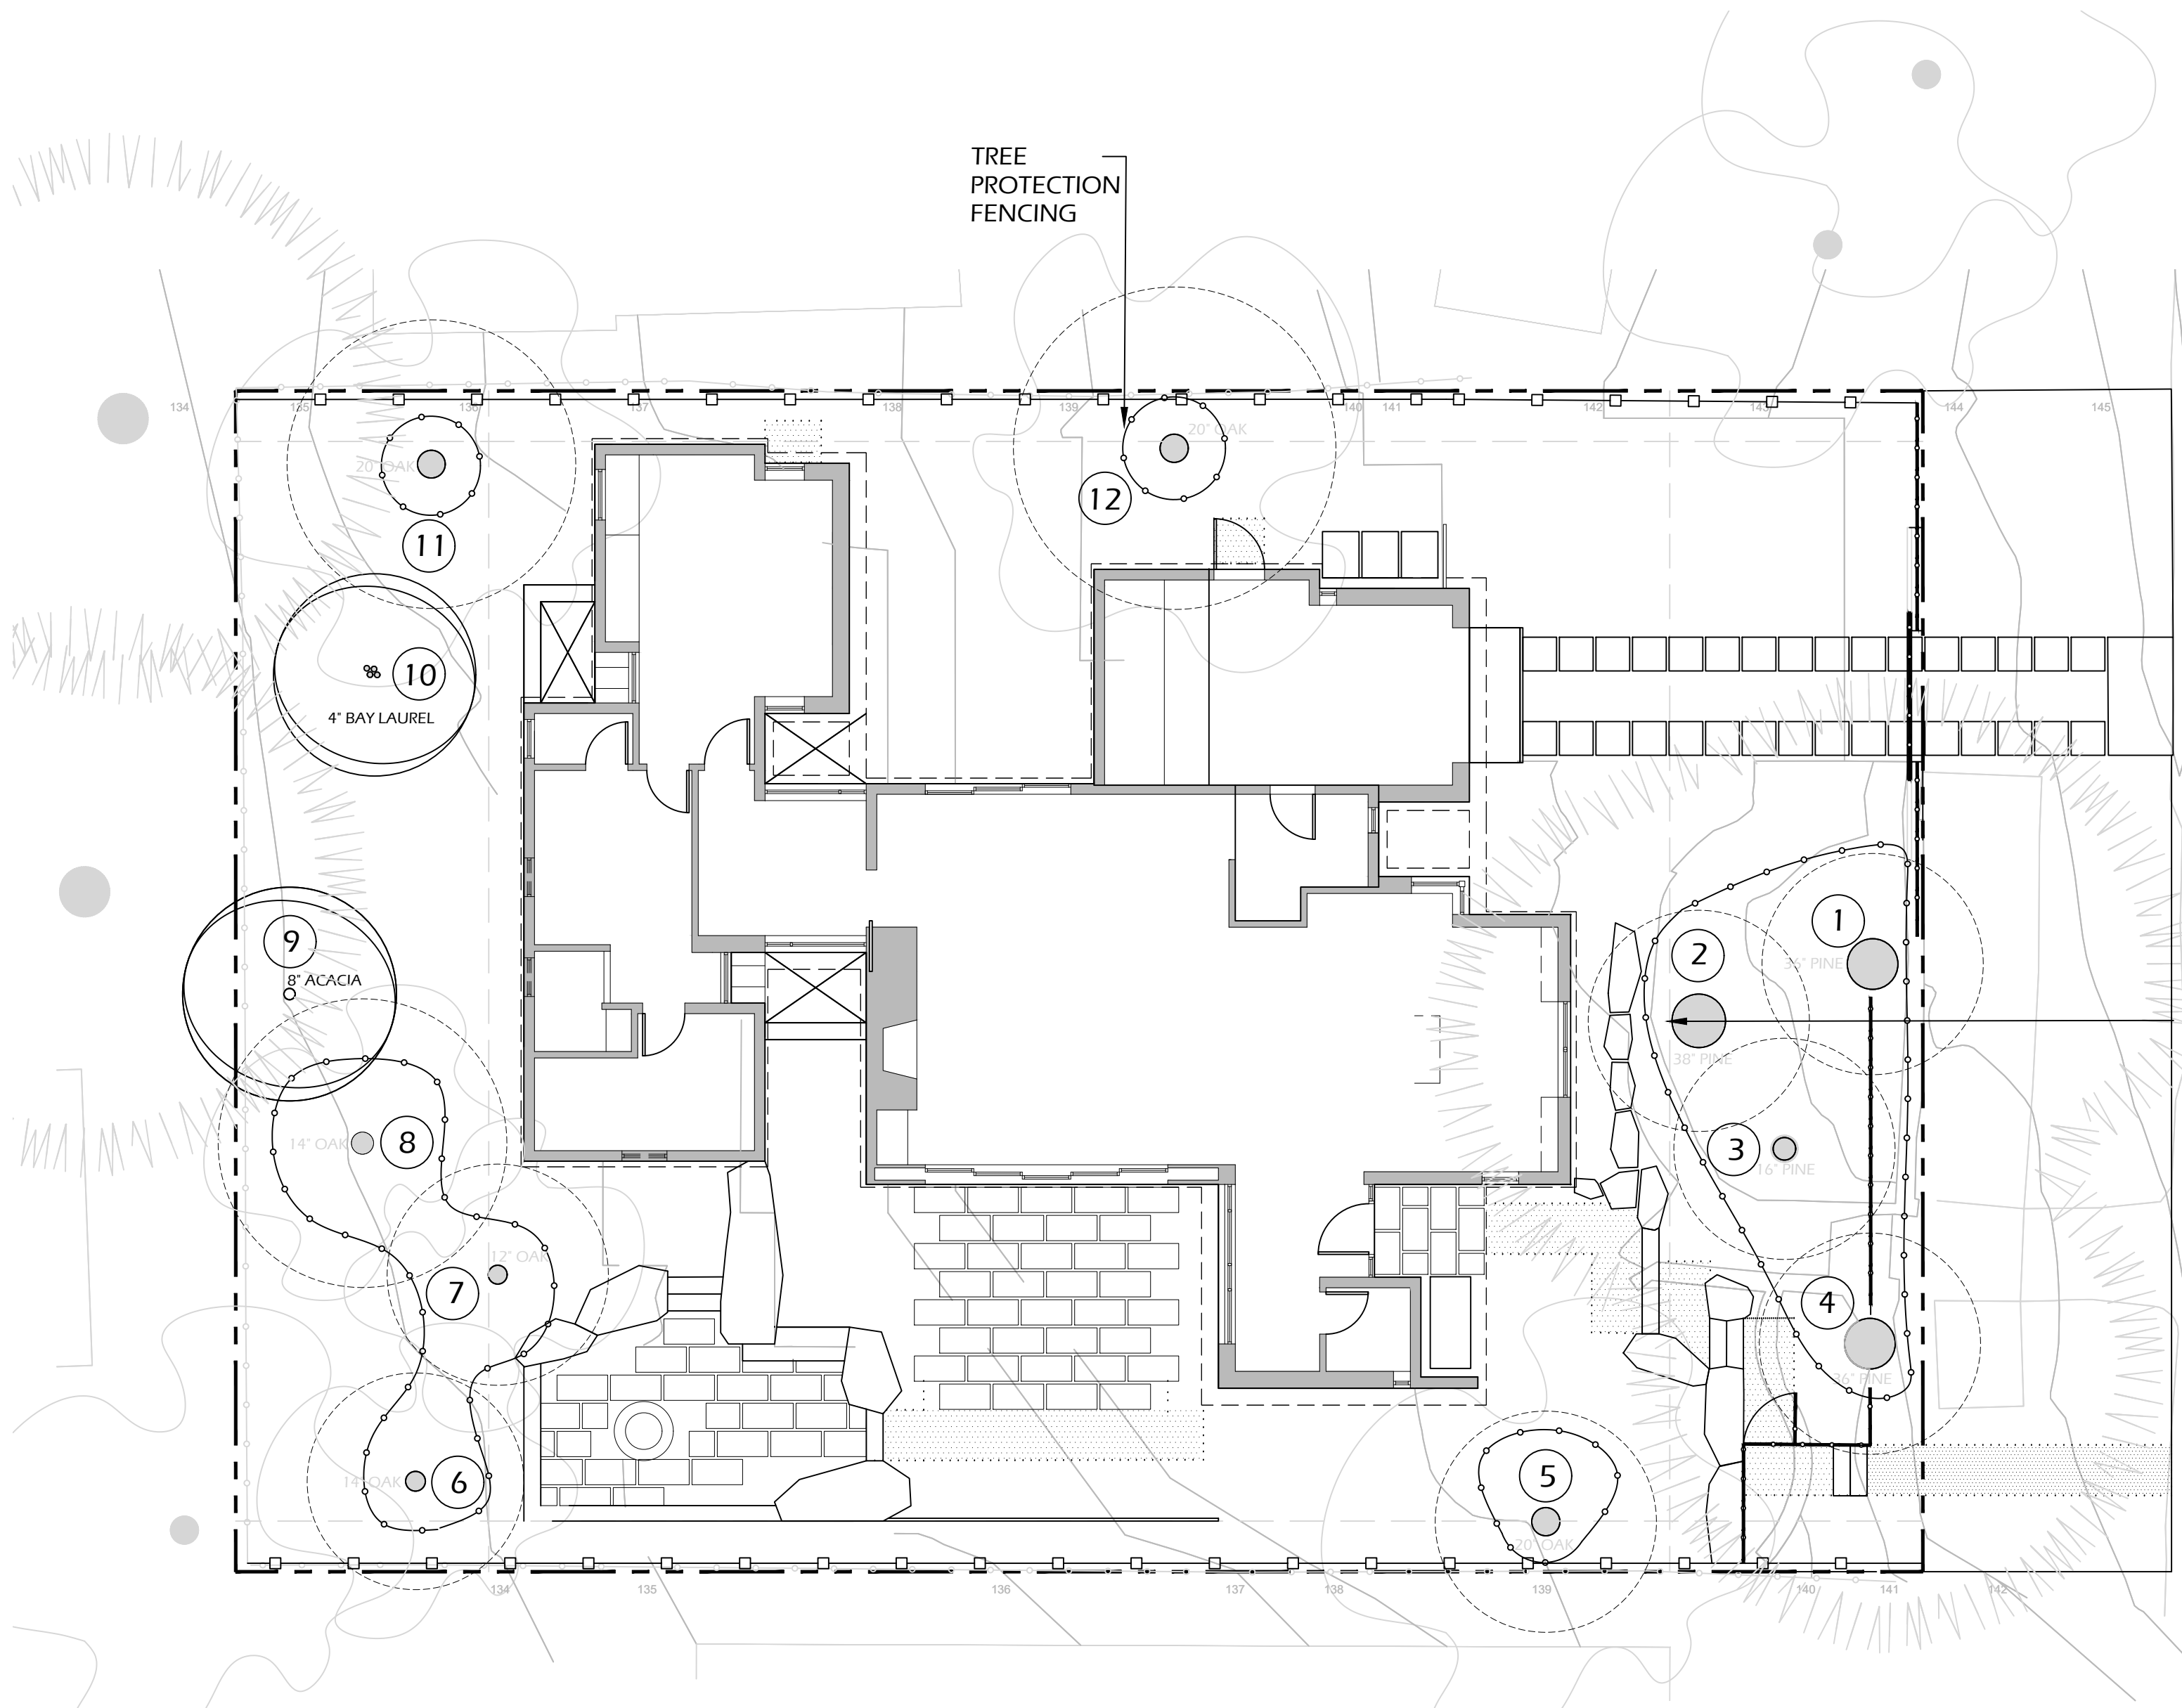 TREE
PROTECTION
FENCING
134
135
136
137
138
139
140
141
142
143
144
145
20" OAK
20" OAK
12
11
10
4" BAY LAUREL
9
8" ACACIA
1
36" PINE
2
38" PINE
3
16" PINE
14" OAK
8
12" OAK
7
4
36" PINE
14" OAK
6
5
20" OAK
134
135
136
137
138
139
140
141
142